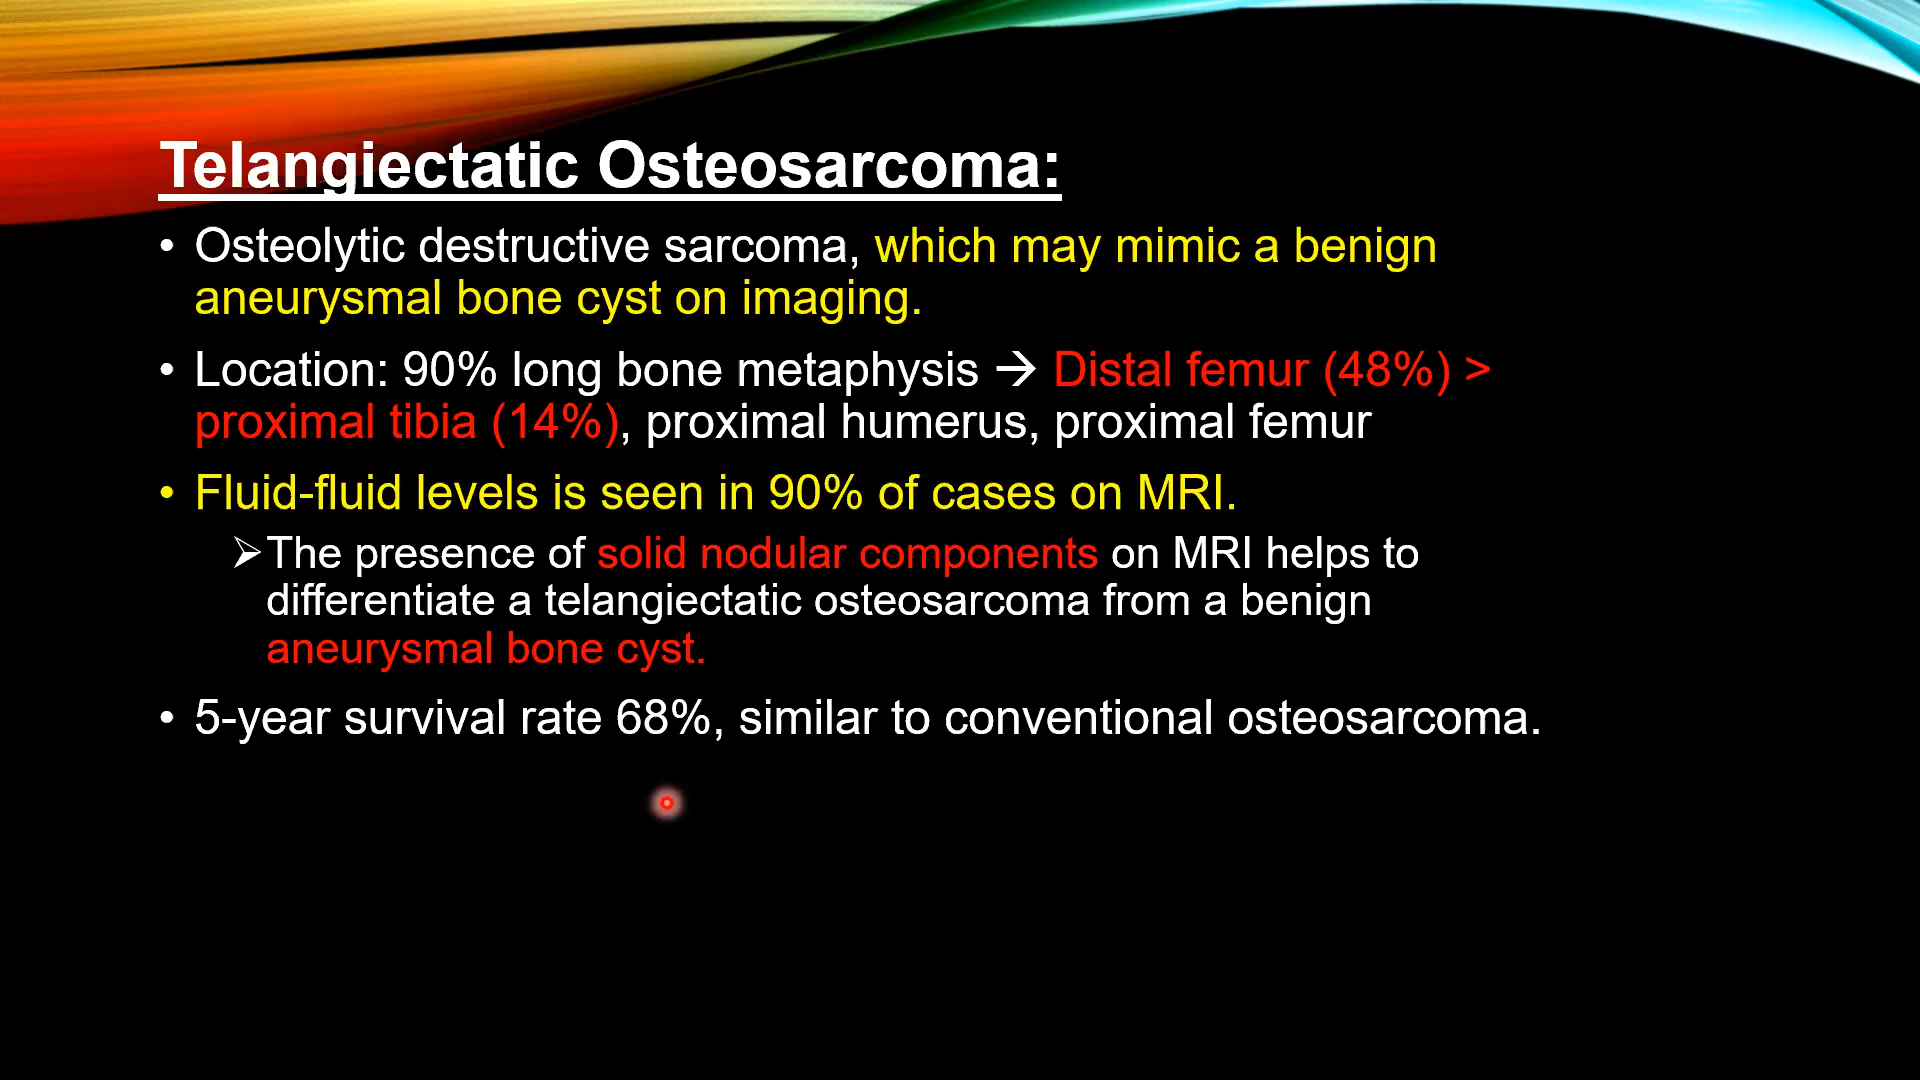 Telangiectatic Osteosarcoma:
• Osteolytic destructive sarcoma, which may mimic a benign
aneurysmal bone cyst on imaging.
• Location: 90% long bone metaphysis → Distal femur (48%) >
proximal tibia (14%), proximal humerus, proximal femur
• Fluid-fluid levels is seen in 90% of cases on MRI.
➢The presence of solid nodular components on MRI helps to
differentiate a telangiectatic osteosarcoma from a benign
aneurysmal bone cyst.
• 5-year survival rate 68%, similar to conventional osteosarcoma.